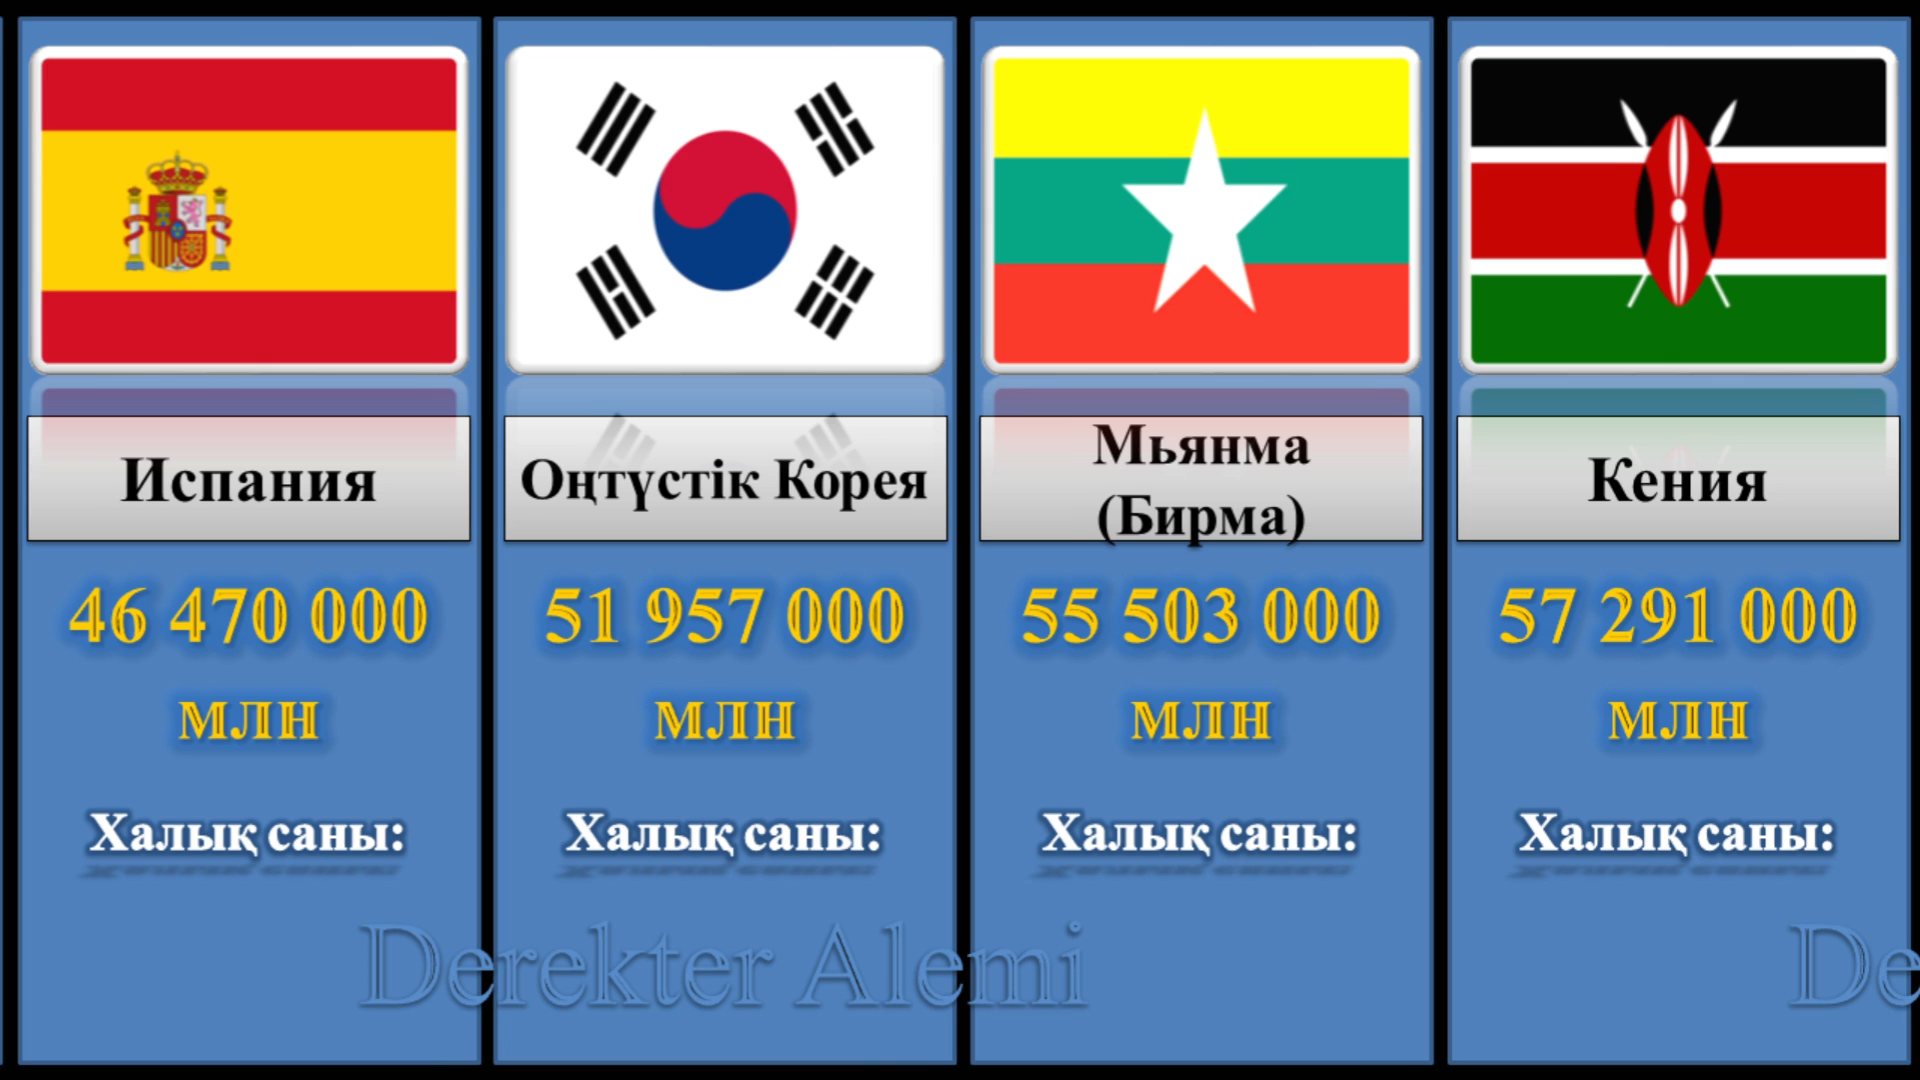 Испания
46 470 000
млн
Халық саны:
Оңтүстік Корея
51 957 000
млн
Халық саны:
Мьянма
(Бирма)
55 503 000
млн
Халық саны:
Кения
57 291 000
млн
Халық саны:
Derekter Alemi
De